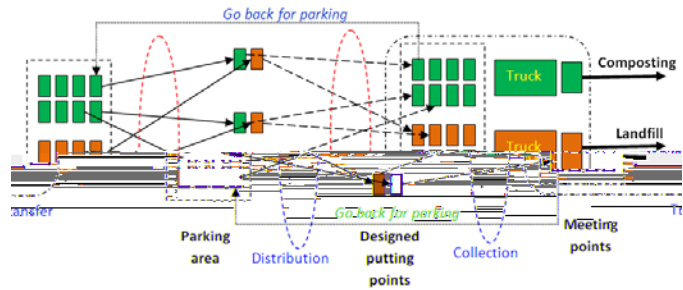 Go back for parking
Truck
Composting
Truck
Landfill
ansfer
Go back for parking
Parking
area
Distribution
Designed
putting
points
Collection
Meeting
points